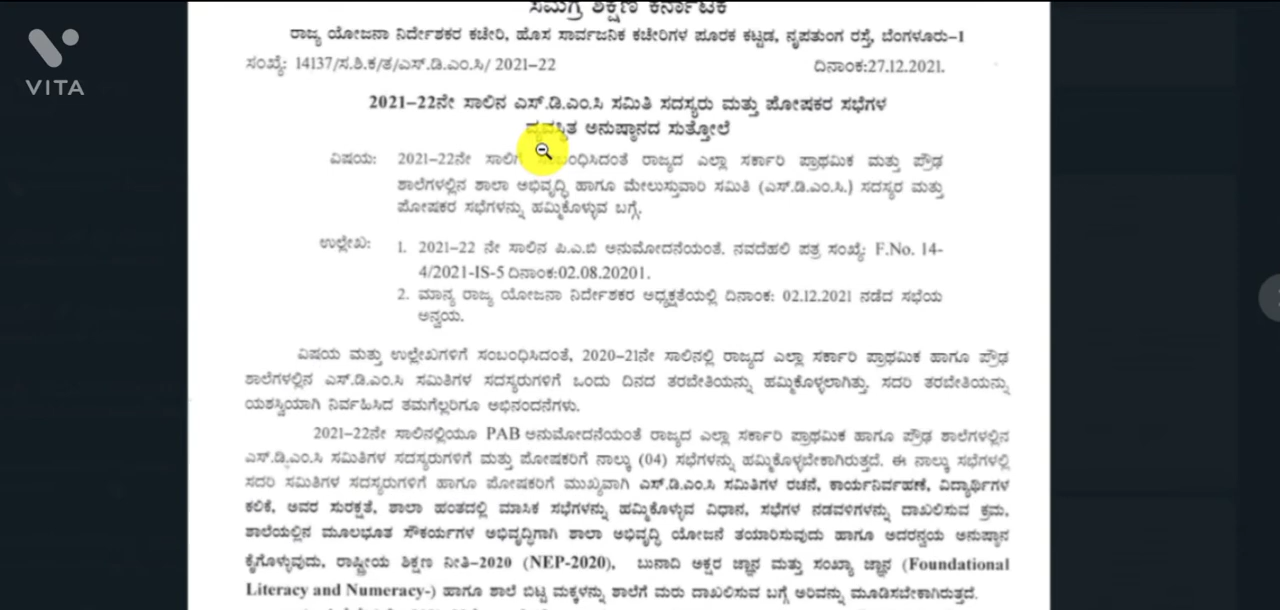 VITA
ಸಮಗ್ರ ಶಿಕ್ಷಣ ಕರ್ನಾಟಕ
ರಾಜ್ಯ ಯೋಜನಾ ನಿರ್ದೇಶಕರ ಕಚೇರಿ, ಹೊಸ ಸಾರ್ವಜನಿಕ ಕಚೇರಿಗಳ ಪೂರಕ ಕಟ್ಟಡ, ನೃಪತುಂಗ ರಸ್ತೆ, ಬೆಂಗಳೂರು-1
ಸಂಖ್ಯೆ: 14137/ಸ.ಶಿ.ಕ/ತ/ಎಸ್.ಡಿ.ಎಂ.ಸಿ/ 2021-22 ದಿನಾಂಕ:27.12.2021.
2021-22ನೇ ಸಾಲಿನ ಎಸ್.ಡಿ.ಎಂ.ಸಿ ಸಮಿತಿ ಸದಸ್ಯರು ಮತ್ತು ಪೋಷಕರ ಸಭೆಗಳ
ವ್ಯವಸ್ಥಿತ ಅನುಷ್ಠಾನದ ಸುತ್ತೋಲೆ
ವಿಷಯ: 2021-22ನೇ ಸಾಲಿಗೆ ಸಂಬಂಧಿಸಿದಂತೆ ರಾಜ್ಯದ ಎಲ್ಲಾ ಸರ್ಕಾರಿ ಪ್ರಾಥಮಿಕ ಮತ್ತು ಪ್ರೌಢ
ಶಾಲೆಗಳಲ್ಲಿನ ಶಾಲಾ ಅಭಿವೃದ್ಧಿ ಹಾಗೂ ಮೇಲುಸ್ತುವಾರಿ ಸಮಿತಿ (ಎಸ್.ಡಿ.ಎಂ.ಸಿ.) ಸದಸ್ಯರ ಮತ್ತು
ಪೋಷಕರ ಸಭೆಗಳನ್ನು ಹಮ್ಮಿಕೊಳ್ಳುವ ಬಗ್ಗೆ.
ಉಲ್ಲೇಖ: 1. 2021-22 ನೇ ಸಾಲಿನ ಪಿ.ಎ.ಬಿ ಅನುಮೋದನೆಯಂತೆ. ನವದೆಹಲಿ ಪತ್ರ ಸಂಖ್ಯೆ: F.No. 14-
4/2021-IS-5 ದಿನಾಂಕ:02.08.20201.
2. ಮಾನ್ಯ ರಾಜ್ಯ ಯೋಜನಾ ನಿರ್ದೇಶಕರ ಅಧ್ಯಕ್ಷತೆಯಲ್ಲಿ ದಿನಾಂಕ: 02.12.2021 ನಡೆದ ಸಭೆಯ
ಅನ್ವಯ.
ವಿಷಯ ಮತ್ತು ಉಲ್ಲೇಖಗಳಿಗೆ ಸಂಬಂಧಿಸಿದಂತೆ, 2020-21ನೇ ಸಾಲಿನಲ್ಲಿ ರಾಜ್ಯದ ಎಲ್ಲಾ ಸರ್ಕಾರಿ ಪ್ರಾಥಮಿಕ ಹಾಗೂ ಪ್ರೌಢ
ಶಾಲೆಗಳಲ್ಲಿನ ಎಸ್.ಡಿ.ಎಂ.ಸಿ ಸಮಿತಿಗಳ ಸದಸ್ಯರುಗಳಿಗೆ ಒಂದು ದಿನದ ತರಬೇತಿಯನ್ನು ಹಮ್ಮಿಕೊಳ್ಳಲಾಗಿತ್ತು. ಸದರಿ ತರಬೇತಿಯನ್ನು
ಯಶಸ್ವಿಯಾಗಿ ನಿರ್ವಹಿಸಿದ ತಮಗೆಲ್ಲರಿಗೂ ಅಭಿನಂದನೆಗಳು.
2021-22ನೇ ಸಾಲಿನಲ್ಲಿಯೂ PAB ಅನುಮೋದನೆಯಂತೆ ರಾಜ್ಯದ ಎಲ್ಲಾ ಸರ್ಕಾರಿ ಪ್ರಾಥಮಿಕ ಹಾಗೂ ಪ್ರೌಢ ಶಾಲೆಗಳಲ್ಲಿನ
ಎಸ್.ಡಿ.ಎಂ.ಸಿ ಸಮಿತಿಗಳ ಸದಸ್ಯರುಗಳಿಗೆ ಮತ್ತು ಪೋಷಕರಿಗೆ ನಾಲ್ಕು (04) ಸಭೆಗಳನ್ನು ಹಮ್ಮಿಕೊಳ್ಳಬೇಕಾಗಿರುತ್ತದೆ. ಈ ನಾಲ್ಕು ಸಭೆಗಳಲ್ಲಿ
ಸದರಿ ಸಮಿತಿಗಳ ಸದಸ್ಯರುಗಳಿಗೆ ಹಾಗೂ ಪೋಷಕರಿಗೆ ಮುಖ್ಯವಾಗಿ ಎಸ್.ಡಿ.ಎಂ.ಸಿ ಸಮಿತಿಗಳ ರಚನೆ, ಕಾರ್ಯನಿರ್ವಹಣೆ, ವಿದ್ಯಾರ್ಥಿಗಳ
ಕಲಿಕೆ, ಅವರ ಸುರಕ್ಷತೆ, ಶಾಲಾ ಹಂತದಲ್ಲಿ ಮಾಸಿಕ ಸಭೆಗಳನ್ನು ಹಮ್ಮಿಕೊಳ್ಳುವ ವಿಧಾನ, ಸಭೆಗಳ ನಡವಳಿಗಳನ್ನು ದಾಖಲಿಸುವ ಕ್ರಮ,
ಶಾಲೆಯಲ್ಲಿನ ಮೂಲಭೂತ ಸೌಕರ್ಯಗಳ ಅಭಿವೃದ್ಧಿಗಾಗಿ ಶಾಲಾ ಅಭಿವೃದ್ಧಿ ಯೋಜನೆ ತಯಾರಿಸುವುದು ಹಾಗೂ ಅದರನ್ವಯ ಅನುಷ್ಠಾನ
ಕೈಗೊಳ್ಳುವುದು, ರಾಷ್ಟ್ರೀಯ ಶಿಕ್ಷಣ ನೀತಿ-2020 (NEP-2020), ಬುನಾದಿ ಅಕ್ಷರ ಜ್ಞಾನ ಮತ್ತು ಸಂಖ್ಯಾ ಜ್ಞಾನ (Foundational
Literacy and Numeracy-) ಹಾಗೂ ಶಾಲೆ ಬಿಟ್ಟ ಮಕ್ಕಳನ್ನು ಶಾಲೆಗೆ ಮರು ದಾಖಲಿಸುವ ಬಗ್ಗೆ ಅರಿವನ್ನು ಮೂಡಿಸಬೇಕಾಗಿರುತ್ತದೆ.